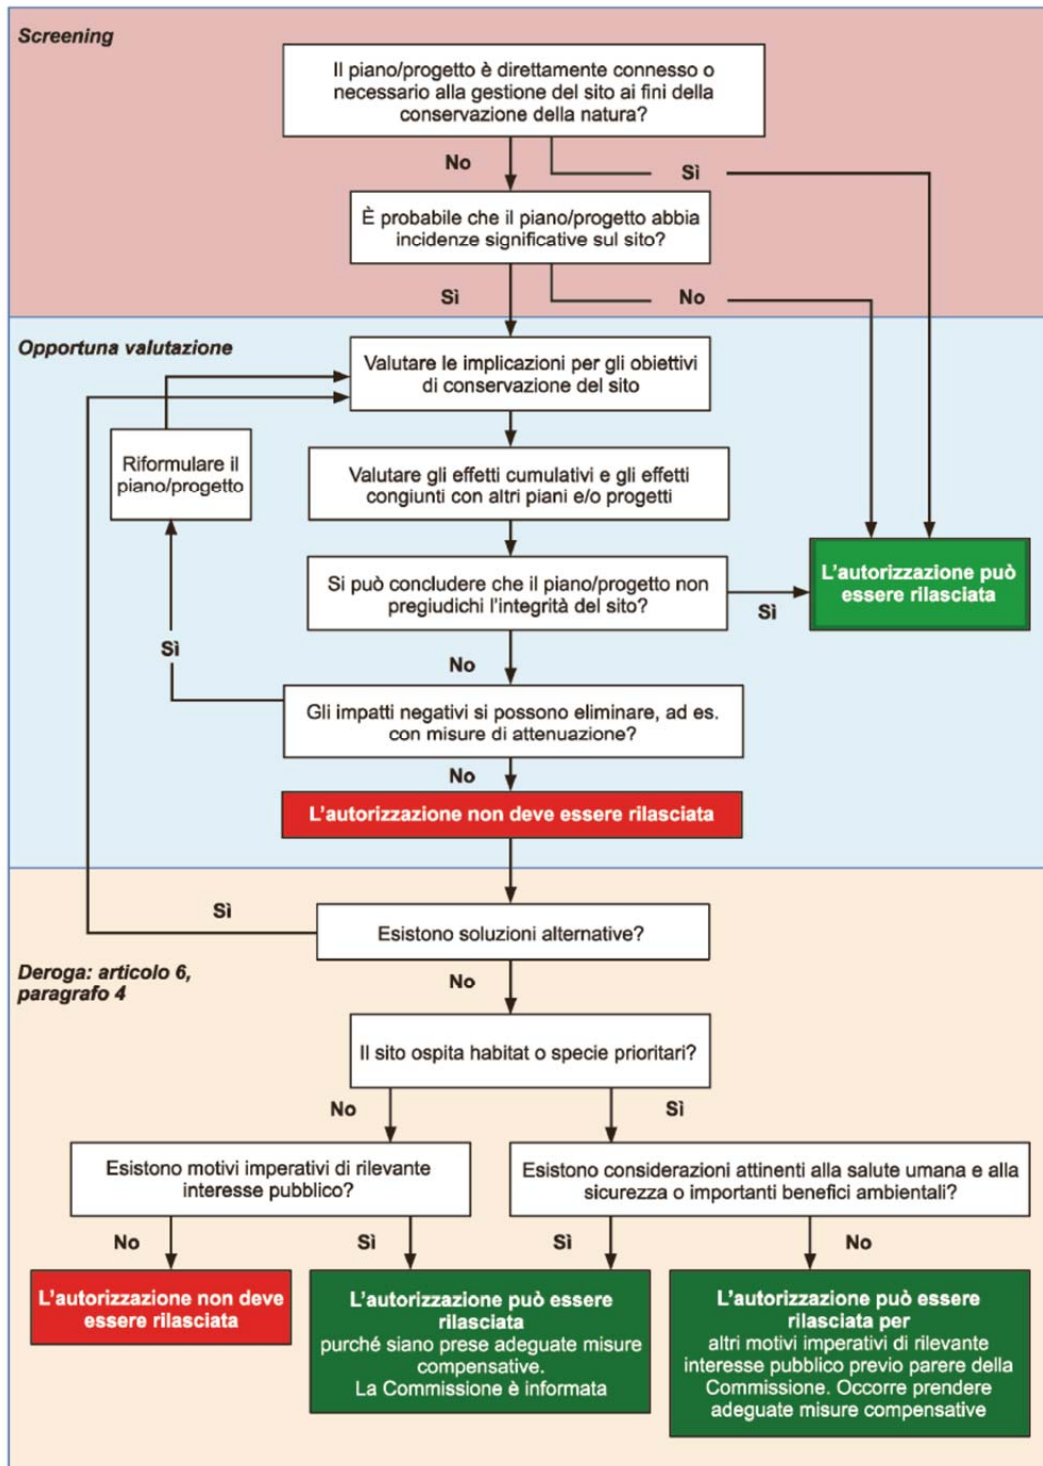 Screening
Il piano/progetto è direttamente connesso o
necessario alla gestione del sito ai fini della
conservazione della natura?
No
Sì
È probabile che il piano/progetto abbia
incidenze significative sul sito?
Sì
No
Opportuna valutazione
Valutare le implicazioni per gli obiettivi
di conservazione del sito
Riformulare il
piano/progetto
Valutare gli effetti cumulativi e gli effetti
congiunti con altri piani e/o progetti
Si può concludere che il piano/progetto non
pregiudichi l'integrità del sito?
Sì
L'autorizzazione può
essere rilasciata
Sì
No
Gli impatti negativi si possono eliminare, ad es.
con misure di attenuazione?
No
L'autorizzazione non deve essere rilasciata
Sì
Esistono soluzioni alternative?
Deroga: articolo 6,
paragrafo 4
No
Il sito ospita habitat o specie prioritari?
No
Sì
Esistono motivi imperativi di rilevante
interesse pubblico?
Esistono considerazioni attinenti alla salute umana e alla
sicurezza o importanti benefici ambientali?
No
Sì
Sì
No
L'autorizzazione non deve
essere rilasciata
L'autorizzazione può essere
rilasciata
purché siano prese adeguate misure
compensative.
La Commissione è informata
L'autorizzazione può essere
rilasciata per
altri motivi imperativi di rilevante
interesse pubblico previo parere della
Commissione. Occorre prendere
adeguate misure compensative